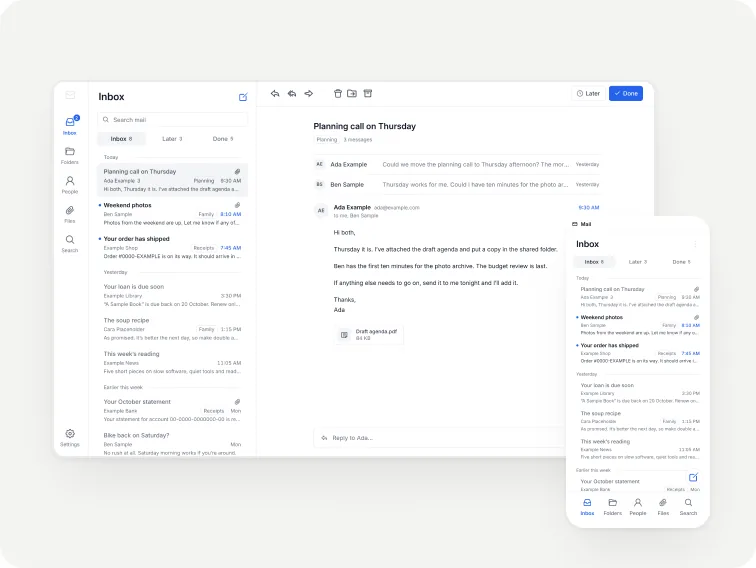 2
Inbox
Folders
People
Files
Search
Settings
Inbox
Search mail
Inbox 8 Later 3 Done 5
Today
Planning call on Thursday
Ada Example 3 Planning 9:30 AM
Hi both, Thursday it is. I've attached the draft agenda a...
Weekend photos
Ben Sample Family 8:10 AM
Photos from the weekend are up. Let me know if any of...
Your order has shipped
Example Shop Receipts 7:45 AM
Order #0000-EXAMPLE is on its way. It should arrive in ...
Yesterday
Your loan is due soon
Example Library 3:30 PM
"A Sample Book" is due back on 20 October. Renew on...
The soup recipe
Cara Placeholder Family 1:15 PM
As promised. It's better the next day, so make double a...
This week's reading
Example News 11:05 AM
Five short pieces on slow software, quiet tools and read...
Earlier this week
Your October statement
Example Bank Receipts Mon
Your statement for account 00-0000-0000000-00 is re...
Bike back on Saturday?
Ben Sample Mon
No rush at all. Saturday morning works if you're around.
Later Done
Planning call on Thursday
Planning 3 messages
AE Ada Example Could we move the planning call to Thursday afternoon? The mor... Yesterday
BS Ben Sample Thursday works for me. Could I have ten minutes for the photo ar... Yesterday
AE Ada Example ada@example.com 9:30 AM
to me, Ben Sample
Hi both,
Thursday it is. I've attached the draft agenda and put a copy in the shared folder.
Ben has the first ten minutes for the photo archive. The budget review is last.
If anything else needs to go on, send it to me tonight and I'll add it.
Thanks,
Ada
Draft agenda.pdf
84 KB
Reply to Ada...
Mail
Inbox
Inbox 8 Later 3 Done 5
Today
Planning call on Thursday
Ada Example 3 Planning 9:30 AM
Hi both, Thursday it is. I've attached the draft agenda a...
Weekend photos
Ben Sample Family 8:10 AM
Photos from the weekend are up. Let me know if any o...
Your order has shipped
Example Shop Receipts 7:45 AM
Order #0000-EXAMPLE is on its way. It should arrive i...
Yesterday
Your loan is due soon
Example Library 3:30 PM
"A Sample Book" is due back on 20 October. Renew on...
The soup recipe
Cara Placeholder Family 1:15 PM
As promised. It's better the next day, so make double a...
This week's reading
Example News 11:05 AM
Five short pieces on slow software, quiet tools and rea...
Earlier this week
Your October statement
Example Bank Receipts Mon
Inbox Folders People Files Search